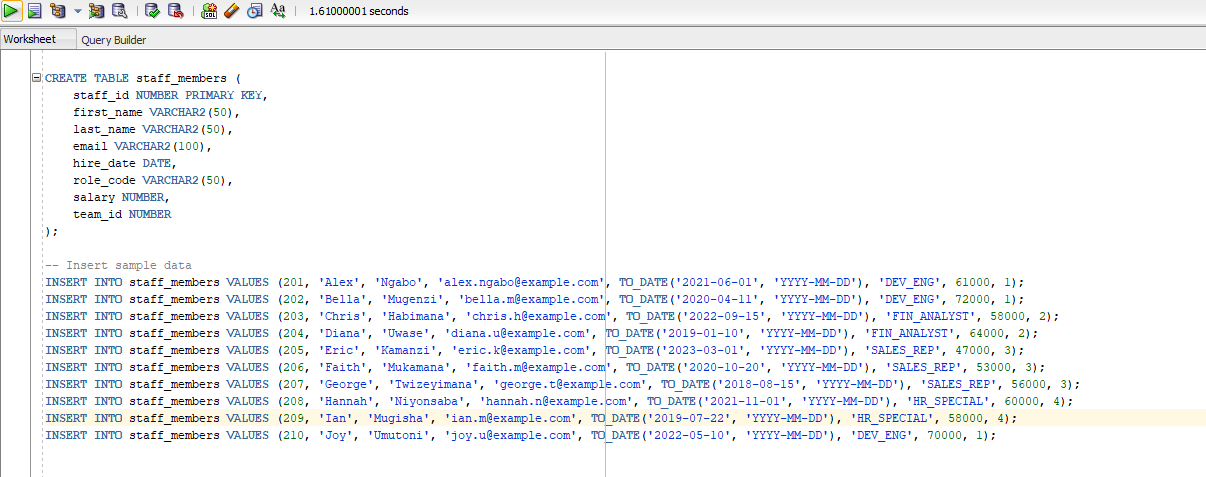 1.61000001 seconds
Worksheet Query Builder
CREATE TABLE staff_members (
staff_id NUMBER PRIMARY KEY,
first_name VARCHAR2(50),
last_name VARCHAR2(50),
email VARCHAR2(100),
hire_date DATE,
role_code VARCHAR2(50),
salary NUMBER,
team_id NUMBER
);
-- Insert sample data
INSERT INTO staff_members VALUES (201, 'Alex', 'Ngabo', 'alex.ngabo@example.com', TO_DATE('2021-06-01', 'YYYY-MM-DD'), 'DEV_ENG', 61000, 1);
INSERT INTO staff_members VALUES (202, 'Bella', 'Mugenzi', 'bella.m@example.com', TO_DATE('2020-04-11', 'YYYY-MM-DD'), 'DEV_ENG', 72000, 1);
INSERT INTO staff_members VALUES (203, 'Chris', 'Habimana', 'chris.h@example.com', TO_DATE('2022-09-15', 'YYYY-MM-DD'), 'FIN_ANALYST', 58000, 2);
INSERT INTO staff_members VALUES (204, 'Diana', 'Uwase', 'diana.u@example.com', TO_DATE('2019-01-10', 'YYYY-MM-DD'), 'FIN_ANALYST', 64000, 2);
INSERT INTO staff_members VALUES (205, 'Eric', 'Kamanzi', 'eric.k@example.com', TO_DATE('2023-03-01', 'YYYY-MM-DD'), 'SALES_REP', 47000, 3);
INSERT INTO staff_members VALUES (206, 'Faith', 'Mukamana', 'faith.m@example.com', TO_DATE('2020-10-20', 'YYYY-MM-DD'), 'SALES_REP', 53000, 3);
INSERT INTO staff_members VALUES (207, 'George', 'Twizeyimana', 'george.t@example.com', TO_DATE('2018-08-15', 'YYYY-MM-DD'), 'SALES_REP', 56000, 3);
INSERT INTO staff_members VALUES (208, 'Hannah', 'Niyonsaba', 'hannah.n@example.com', TO_DATE('2021-11-01', 'YYYY-MM-DD'), 'HR_SPECIAL', 60000, 4);
INSERT INTO staff_members VALUES (209, 'Ian', 'Mugisha', 'ian.m@example.com', TO_DATE('2019-07-22', 'YYYY-MM-DD'), 'HR_SPECIAL', 58000, 4);
INSERT INTO staff_members VALUES (210, 'Joy', 'Umutoni', 'joy.u@example.com', TO_DATE('2022-05-10', 'YYYY-MM-DD'), 'DEV_ENG', 70000, 1);